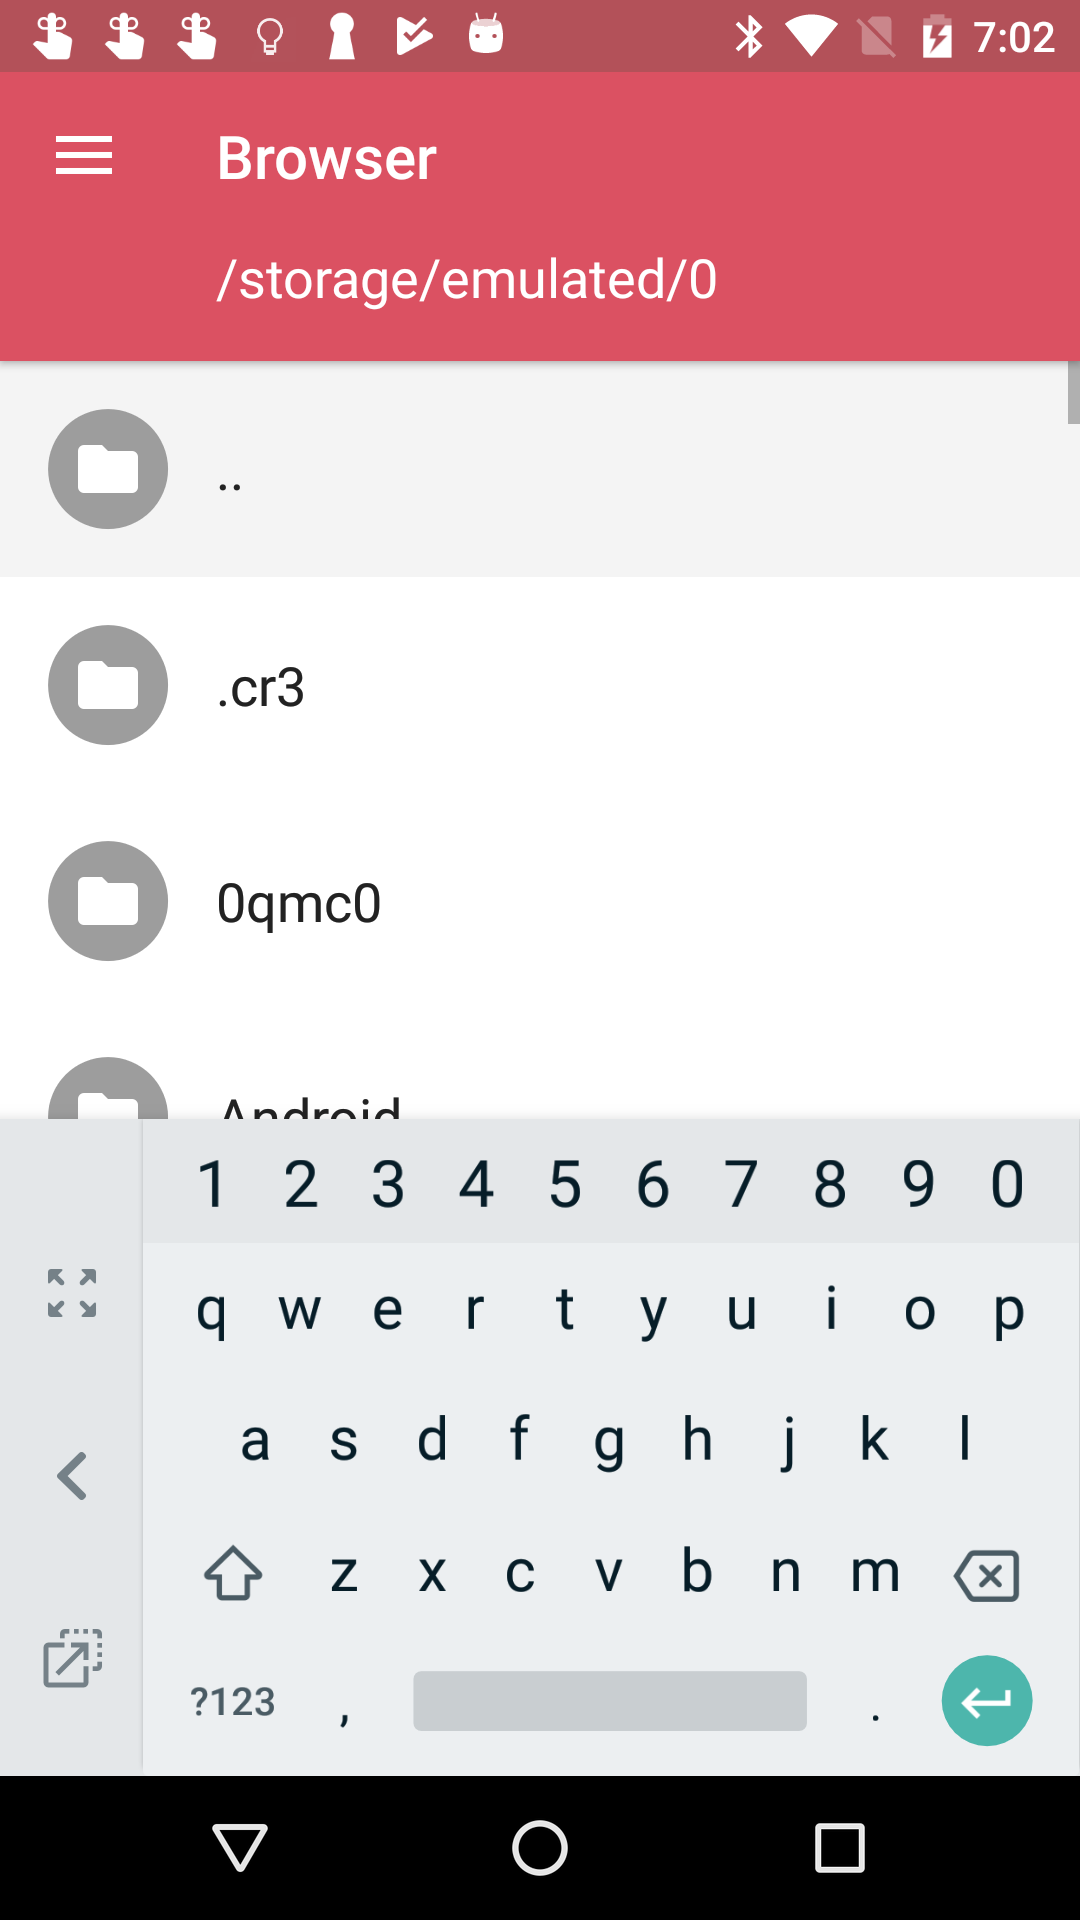 7:02
Browser
/storage/emulated/0
..
.cr3
0qmc0
Android
1 2 3 4 5 6 7 8 9 0
q w e r t y u i o p
a s d f g h j k l
z x c v b n m
?123 , .